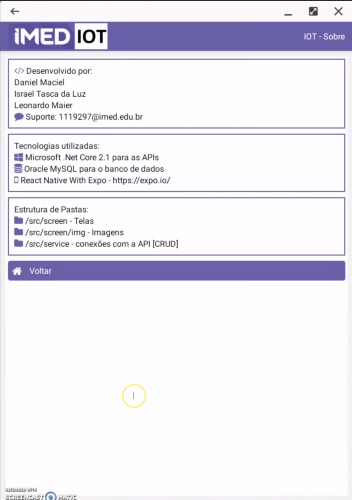 iMED IOT
IOT - Sobre
</> Desenvolvido por:
Daniel Maciel
Israel Tasca da Luz
Leonardo Maier
Suporte: 1119297@imed.edu.br
Tecnologias utilizadas:
Microsoft .Net Core 2.1 para as APIs
Oracle MySQL para o banco de dados
React Native With Expo - https://expo.io/
Estrutura de Pastas:
/src/screen - Telas
/src/screen/img - Imagens
/src/service - conexões com a API [CRUD]
Voltar
RECORDED WITH
SCREENCAST MATIC